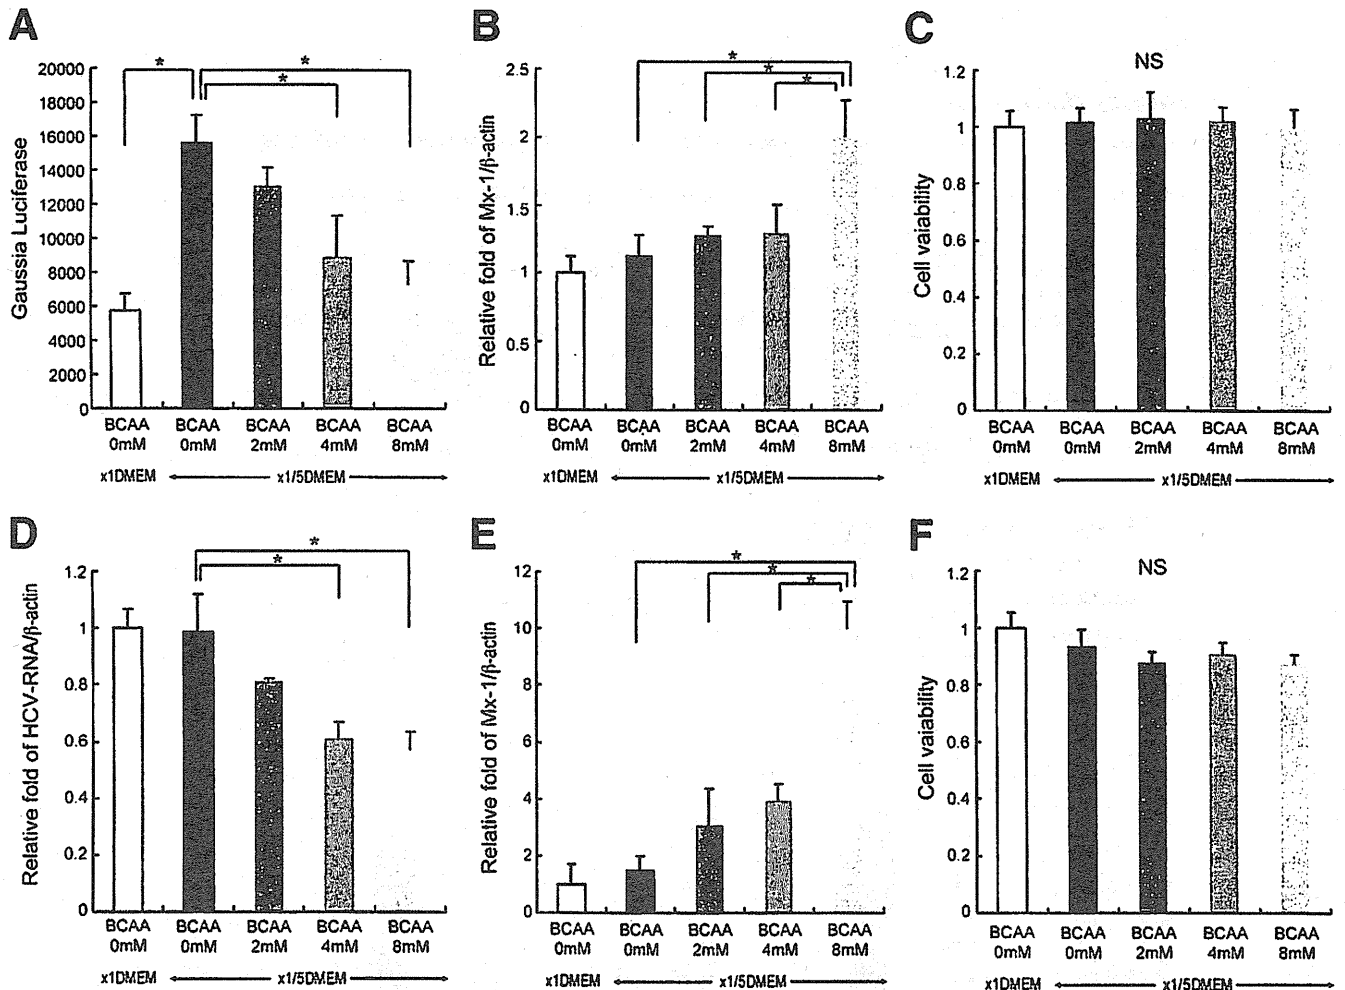 A
*
*
*
20000
18000
16000
14000
12000
10000
8000
6000
4000
2000
0
Gaussia Luciferase
BCAA BCAA BCAA BCAA BCAA
0mM 0mM 2mM 4mM 8mM
x1DMEM x1/5DMEM
B
*
*
*
2.5
2
1.5
1
0.5
0
Relative fold of Mx-1/β-actin
BCAA BCAA BCAA BCAA BCAA
0mM 0mM 2mM 4mM 8mM
x1DMEM x1/5DMEM
C
NS
1.2
1
0.8
0.6
0.4
0.2
0
Cell vaiability
BCAA BCAA BCAA BCAA BCAA
0mM 0mM 2mM 4mM 8mM
x1DMEM x1/5DMEM
D
*
*
1.2
1
0.8
0.6
0.4
0.2
0
Relative fold of HCV-RNA/β-actin
BCAA BCAA BCAA BCAA BCAA
0mM 0mM 2mM 4mM 8mM
x1DMEM x1/5DMEM
E
*
*
*
12
10
8
6
4
2
0
Relative fold of Mx-1/β-actin
BCAA BCAA BCAA BCAA BCAA
0mM 0mM 2mM 4mM 8mM
x1DMEM x1/5DMEM
F
NS
1.2
1
0.8
0.6
0.4
0.2
0
Cell vaiability
BCAA BCAA BCAA BCAA BCAA
0mM 0mM 2mM 4mM 8mM
x1DMEM x1/5DMEM